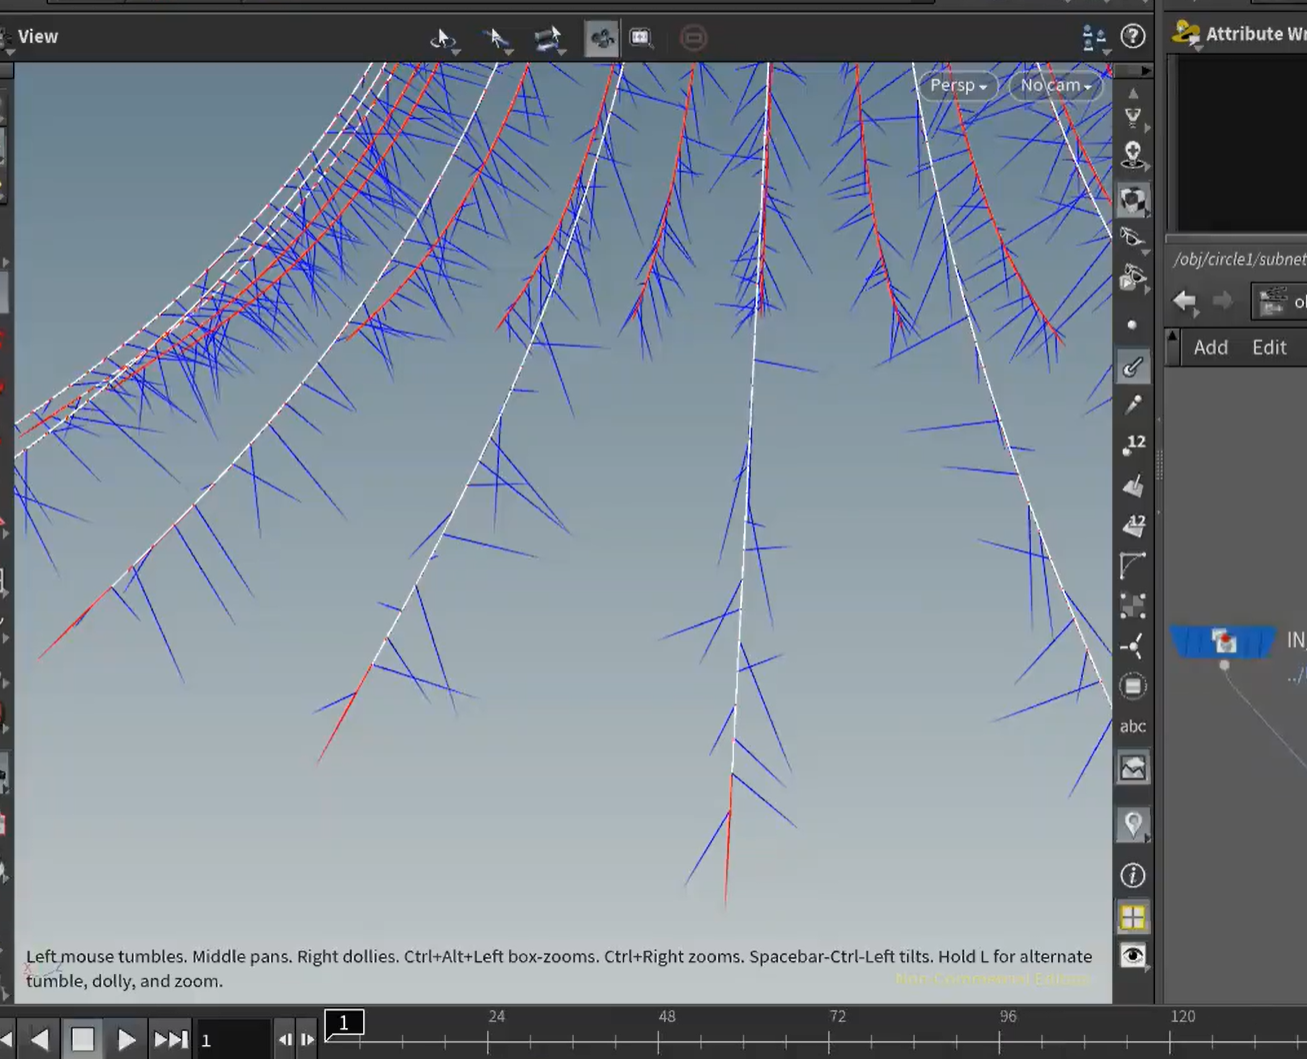 View
Attribute Wr
Persp
No cam
/obj/circle1/subnet
Add Edit
12
12
abc
IN
../
Left mouse tumbles. Middle pans. Right dollies. Ctrl+Alt+Left box-zooms. Ctrl+Right zooms. Spacebar-Ctrl-Left tilts. Hold L for alternate
tumble, dolly, and zoom.
Non-Commercial Edition
1
1
24
48
72
96
120